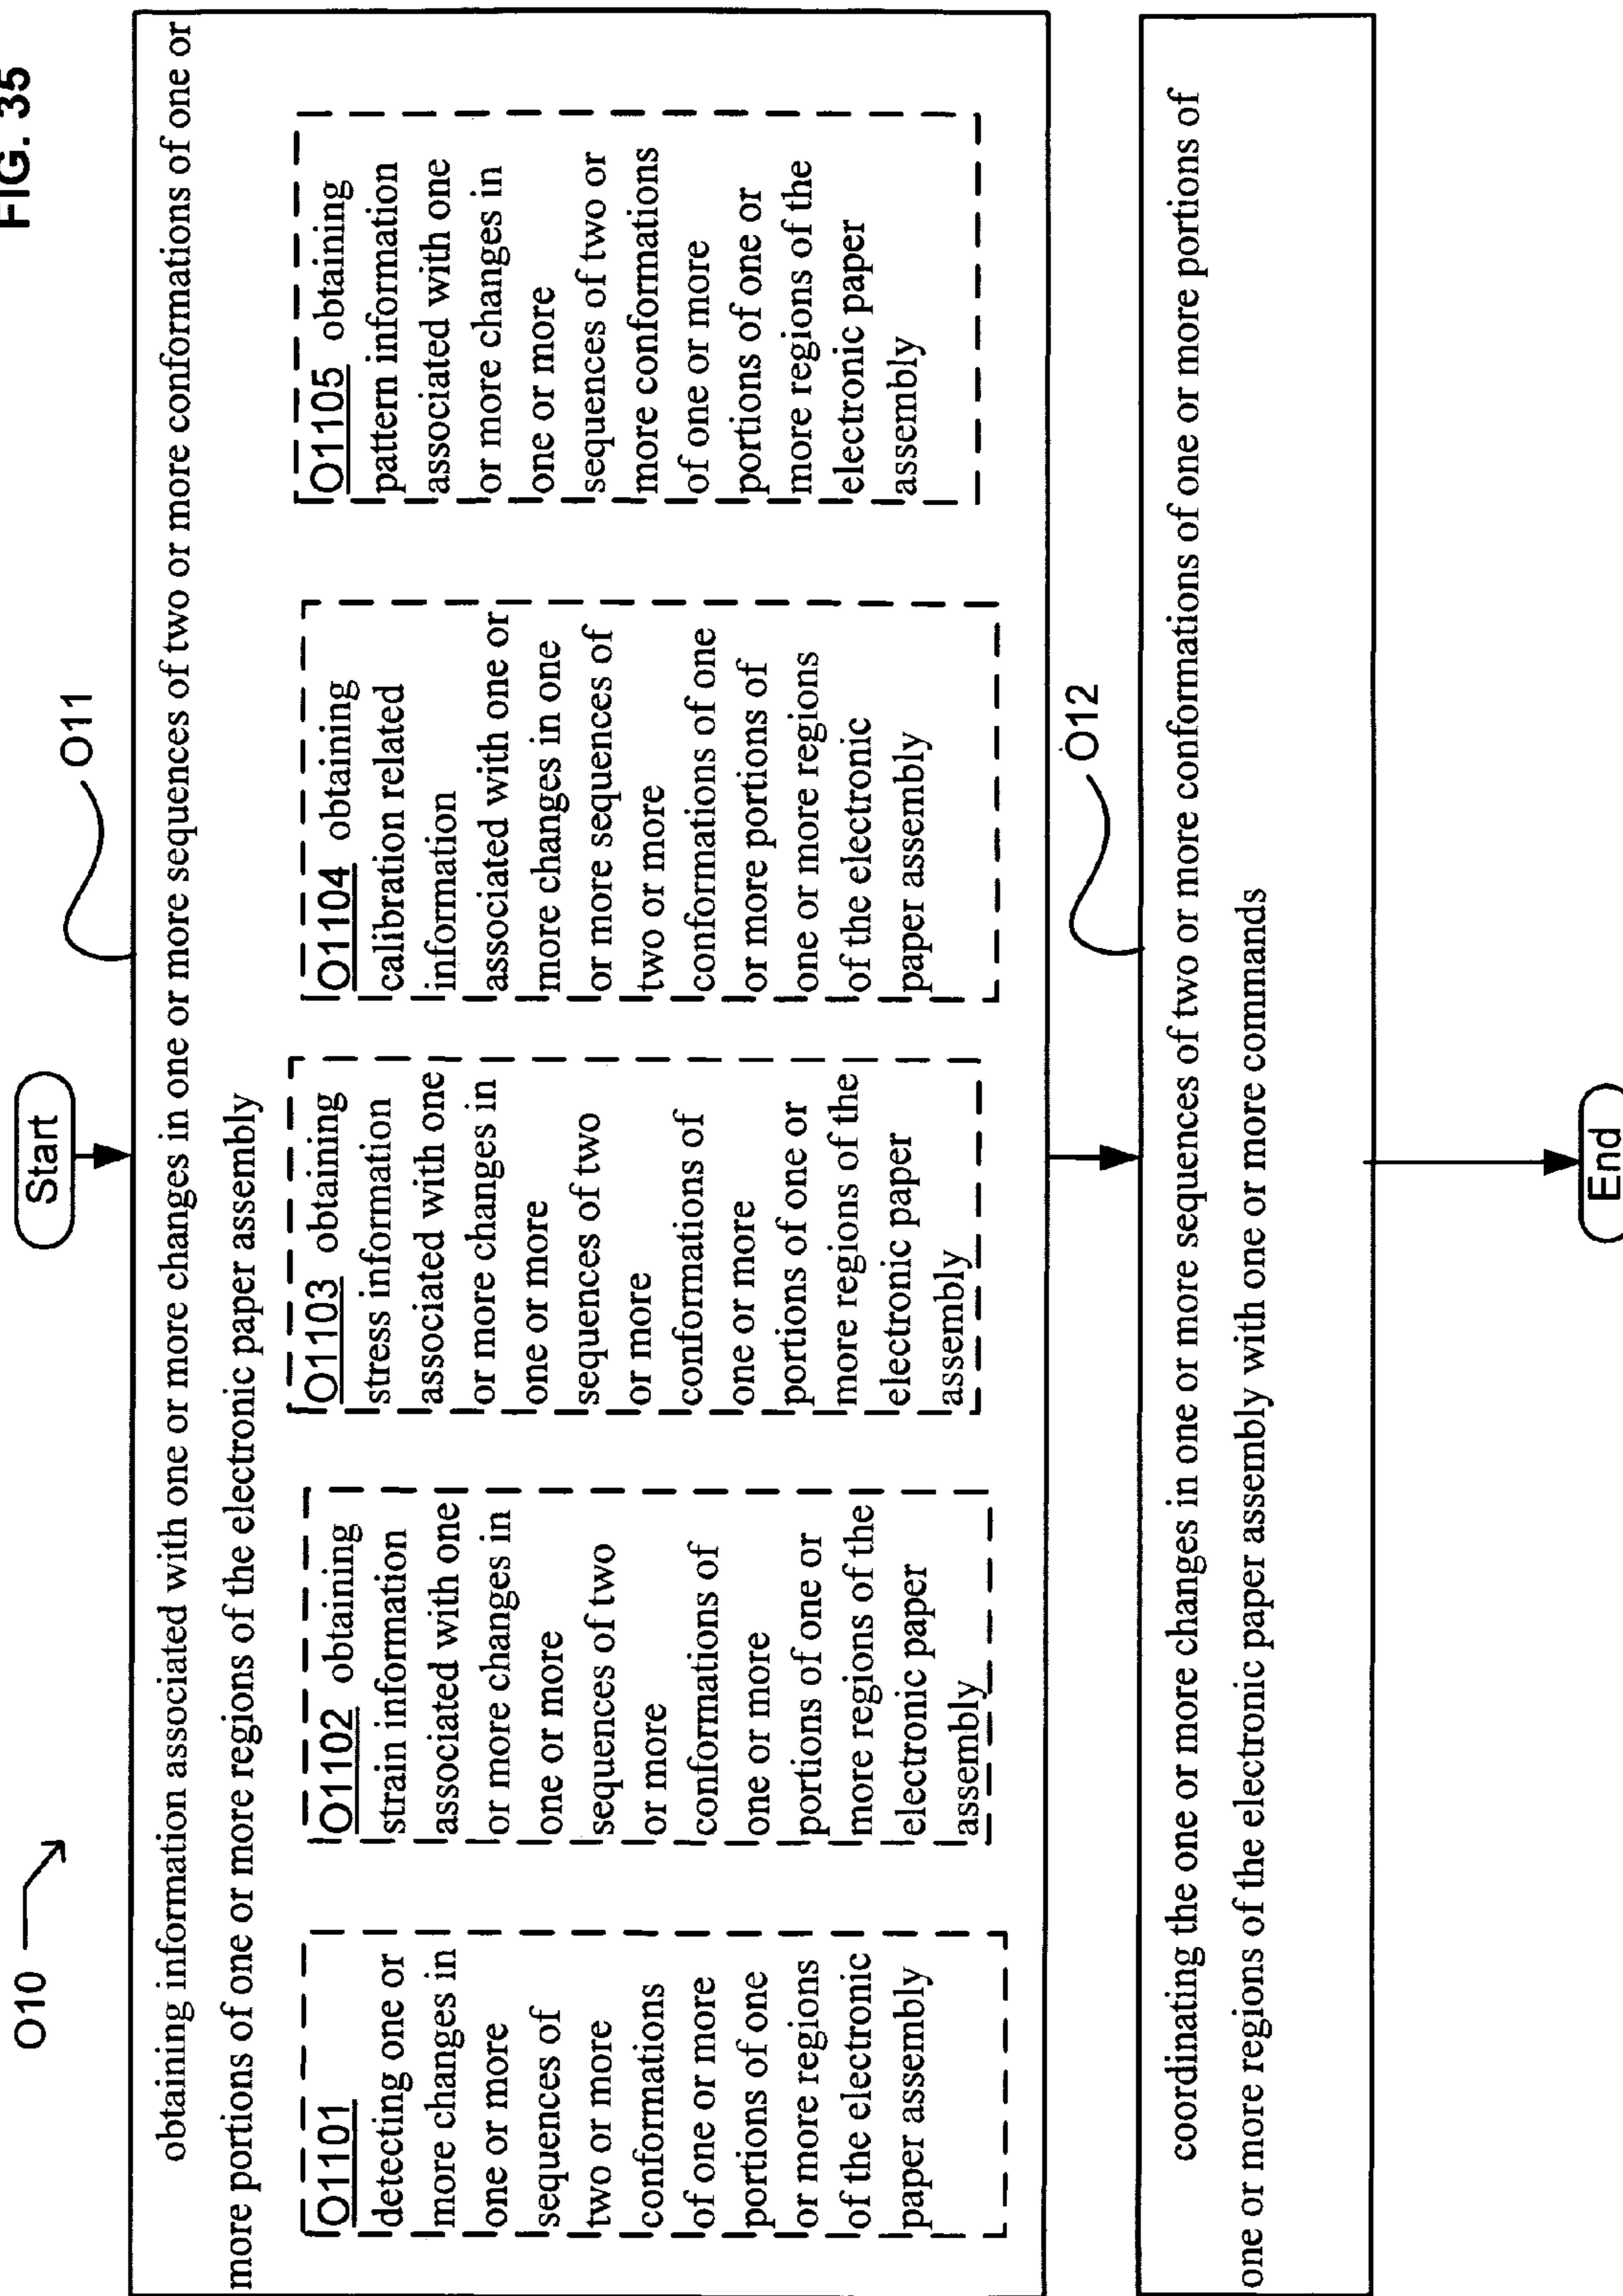 FIG. 35
O10
Start
O11
obtaining information associated with one or more changes in one or more sequences of two or more conformations of one or
more portions of one or more regions of the electronic paper assembly
O1101
detecting one or
more changes in
one or more
sequences of
two or more
conformations
of one or more
portions of one
or more regions
of the electronic
paper assembly
O1102 obtaining
strain information
associated with one
or more changes in
one or more
sequences of two
or more
conformations of
one or more
portions of one or
more regions of the
electronic paper
assembly
O1103 obtaining
stress information
associated with one
or more changes in
one or more
sequences of two
or more
conformations of
one or more
portions of one or
more regions of the
electronic paper
assembly
O1104 obtaining
calibration related
information
associated with one or
more changes in one
or more sequences of
two or more
conformations of one
or more portions of
one or more regions
of the electronic
paper assembly
O1105 obtaining
pattern information
associated with one
or more changes in
one or more
sequences of two or
more conformations
of one or more
portions of one or
more regions of the
electronic paper
assembly
O12
coordinating the one or more changes in one or more sequences of two or more conformations of one or more portions of
one or more regions of the electronic paper assembly with one or more commands
End